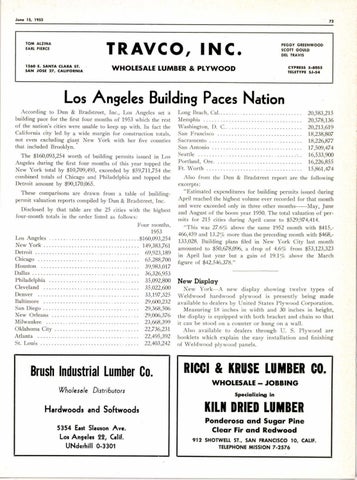 June 15, 1953
73
TOM ALZINA
EARL PIERCE
1260 E. SANTA CLARA ST.
SAN JOSE 27, CALIFORNIA
TRAVCO, INC.
WHOLESALE LUMBER & PLYWOOD
PEGGY GREENWOOD
SCOTT GOULD
DEL TRAVIS
CYPRESS 5-6055
TELETYPE SJ-54
Los Angeles Building Paces Nation
According to Dun & Bradstreet, Inc., Los Angeles set a
building pace for the first four months of 1953 which the rest
of the nation's cities were unable to keep up with. In fact the
California city led by a wide margin for construction totals,
not even excluding giant New York with her five counties
that included Brooklyn.
The $160,093,254 worth of building permits issued in Los
Angeles during the first four months of this year topped the
New York total by $10,709,493, exceeded by $59,711,754 the
combined totals of Chicago and Philadelphia and topped the
Detroit amount by $90,170,065.
These comparisons are drawn from a table of building-
permit valuation reports compiled by Dun & Bradstreet, Inc.
Disclosed by that table are the 25 cities with the highest
four-month totals in the order listed as follows:
Four months,
1953
Los Angeles $160,093,254
New York 149,383,761
Detroit 69,923,189
Chicago 65,288,700
Houston 39,983,017
Dallas 36,326,953
Philadelphia 35,092,800
Cleveland 35,022,600
Denver 33,197,325
Baltimore 29,600,242
San Diego 29,368,506
New Orleans 29,006,376
Milwaukee 23,668,399
Oklahoma City 22,736,231
Atlanta 22,495,392
St. Louis 22,403,242
Long Beach, Cal. 20,583,215
Memphis 20,378,136
Washington, D. C. 20,213,619
San Francisco 18,238,807
Sacramento 18,226,877
San Antonio 17,509,474
Seattle 16,533,900
Portland, Ore. 16,226,855
Ft. Worth 13,861,474
Also from the Dun & Bradstreet report are the following
excerpts:
"Estimated expenditures for building permits issued during
April reached the highest volume ever recorded for that month
and were exceeded only in three other months—May, June
and August of the boom year 1950. The total valuation of per-
mits for 215 cities during April came to $529,974,414.
"This was 27.6% above the same 1952 month with $415,-
466,439 and 13.2% more than the preceding month with $468,-
133,028. Building plans filed in New York City last month
amounted to $50,678,096, a drop of 4.6% from $53,123,323
in April last year but a gain of 19.1% above the March
figure of $42,546,378."
New Display
New York—A new display showing twelve types of
Weldwood hardwood plywood is presently being made
available to dealers by United States Plywood Corporation.
Measuring 18 inches in width and 30 inches in height,
the display is equipped with both bracket and chain so that
it can be stood on a counter or hung on a wall.
Also available to dealers through U. S. Plywood are
booklets which explain the easy installation and finishing
of Weldwood plywood panels.
Brush Industrial Lumber Co.
Wholesale Distributors
Hardwoods and Softwoods
5354 East Slauson Ave.
Los Angeles 22, Calif.
UNderhill 0-3301
RICCI & KRUSE LUMBER CO.
WHOLESALE — JOBBING
Specializing in
KILN DRIED LUMBER
Ponderosa and Sugar Pine
Clear Fir and Redwood
912 SHOTWELL ST., SAN FRANCISCO 10, CALIF.
TELEPHONE MISSION 7-2576